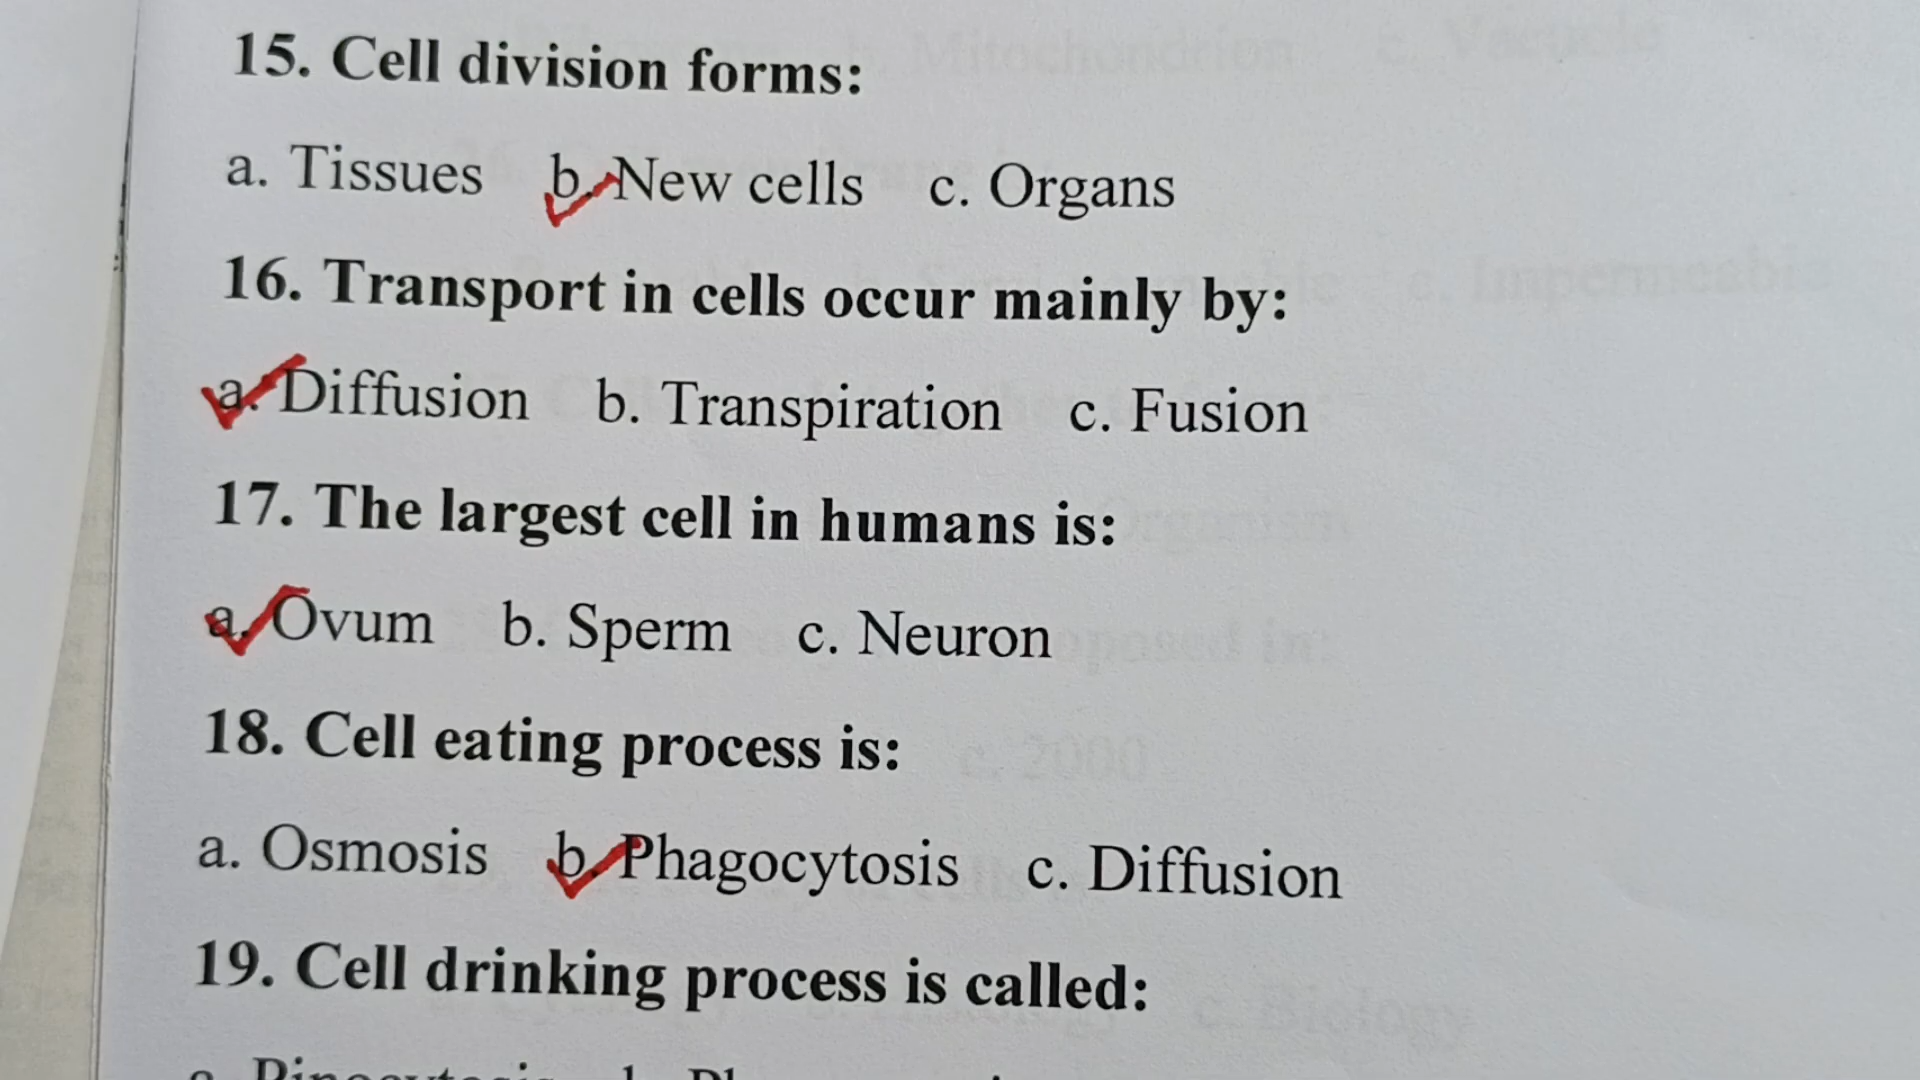 15. Cell division forms:
a. Tissues b. New cells c. Organs
16. Transport in cells occur mainly by:
a. Diffusion b. Transpiration c. Fusion
17. The largest cell in humans is:
a. Ovum b. Sperm c. Neuron
18. Cell eating process is:
a. Osmosis b. Phagocytosis c. Diffusion
19. Cell drinking process is called: